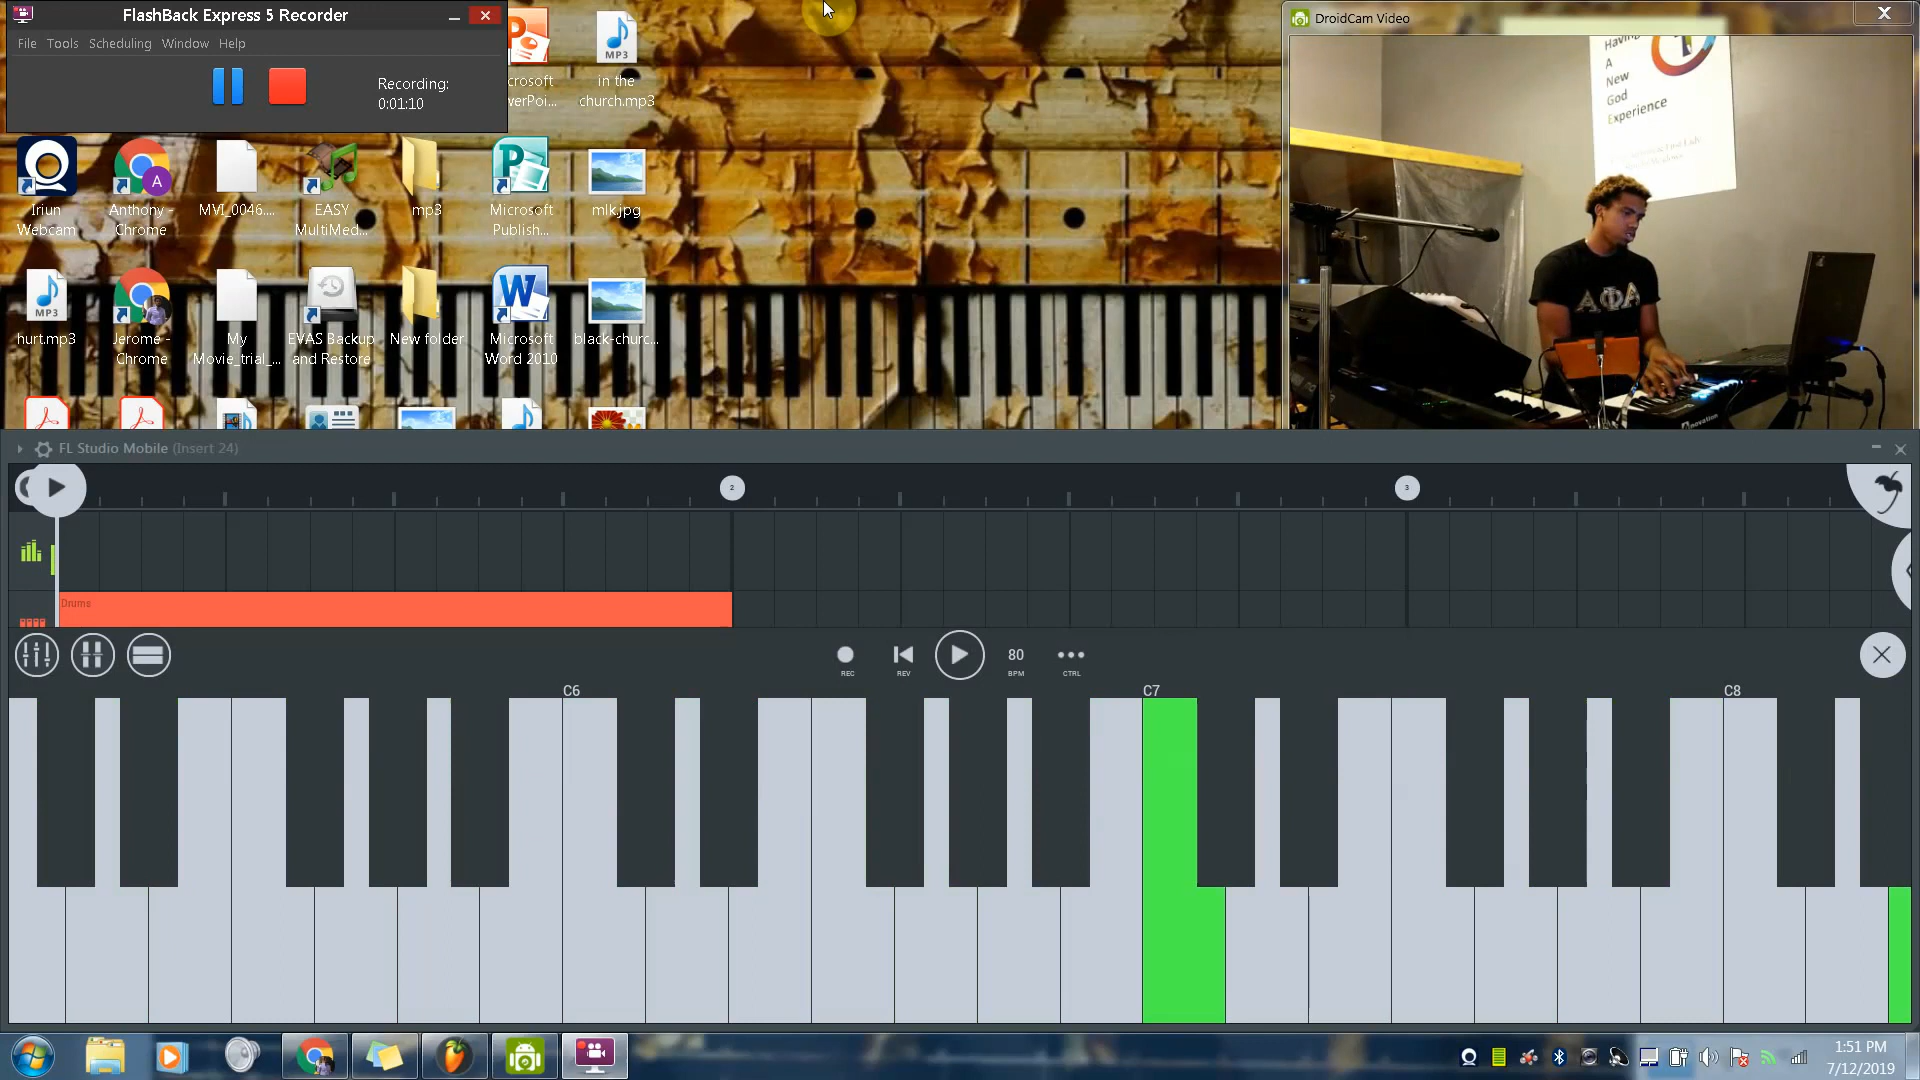 FlashBack Express 5 Recorder
File Tools Scheduling Window Help
Recording:
0:01:10
in the
church.mp3
MP3
Iriun
Webcam
Anthony -
Chrome
A
MVI_0046....
EASY
MultiMed...
mp3
Microsoft
Publish...
mlk.jpg
hurt.mp3
MP3
Jerome -
Chrome
My
Movie_trial_...
EVAS Backup
and Restore
New folder
Microsoft
Word 2010
black-churc...
DroidCam Video
A
New
God
Experience
ΑΦΑ
novation
FL Studio Mobile (Insert 24)
2
3
Drums
REC
REV
80
BPM
CTRL
C6
C7
C8
1:51 PM
7/12/2019